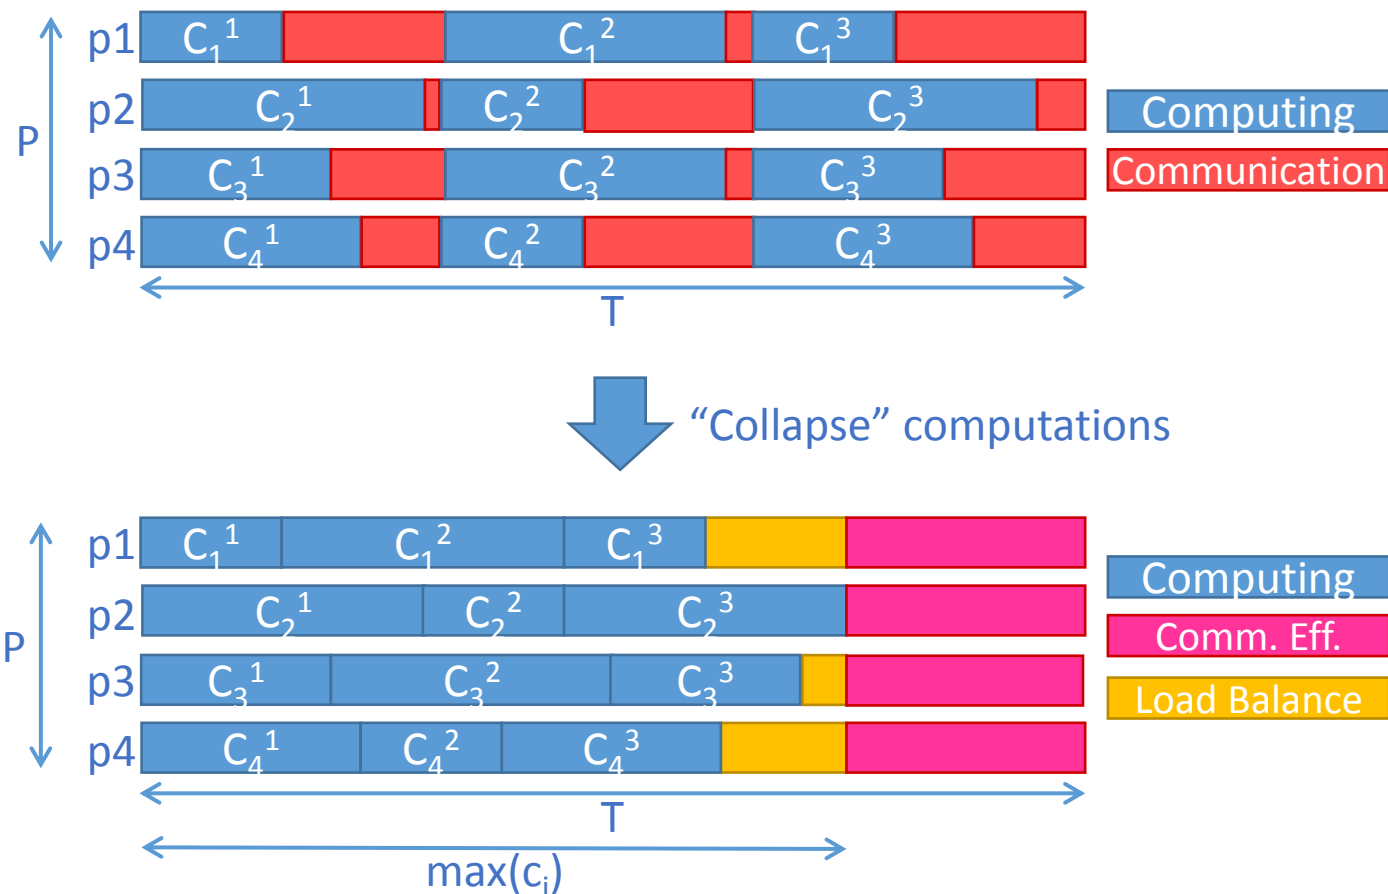 p1 C₁¹ C₁² C₁³
p2 C₂¹ C₂² C₂³
P
p3 C₃¹ C₃² C₃³
p4 C₄¹ C₄² C₄³
T
Computing
Communication
“Collapse” computations
p1 C₁¹ C₁² C₁³
p2 C₂¹ C₂² C₂³
P
p3 C₃¹ C₃² C₃³
p4 C₄¹ C₄² C₄³
T
max(cᵢ)
Computing
Comm. Eff.
Load Balance